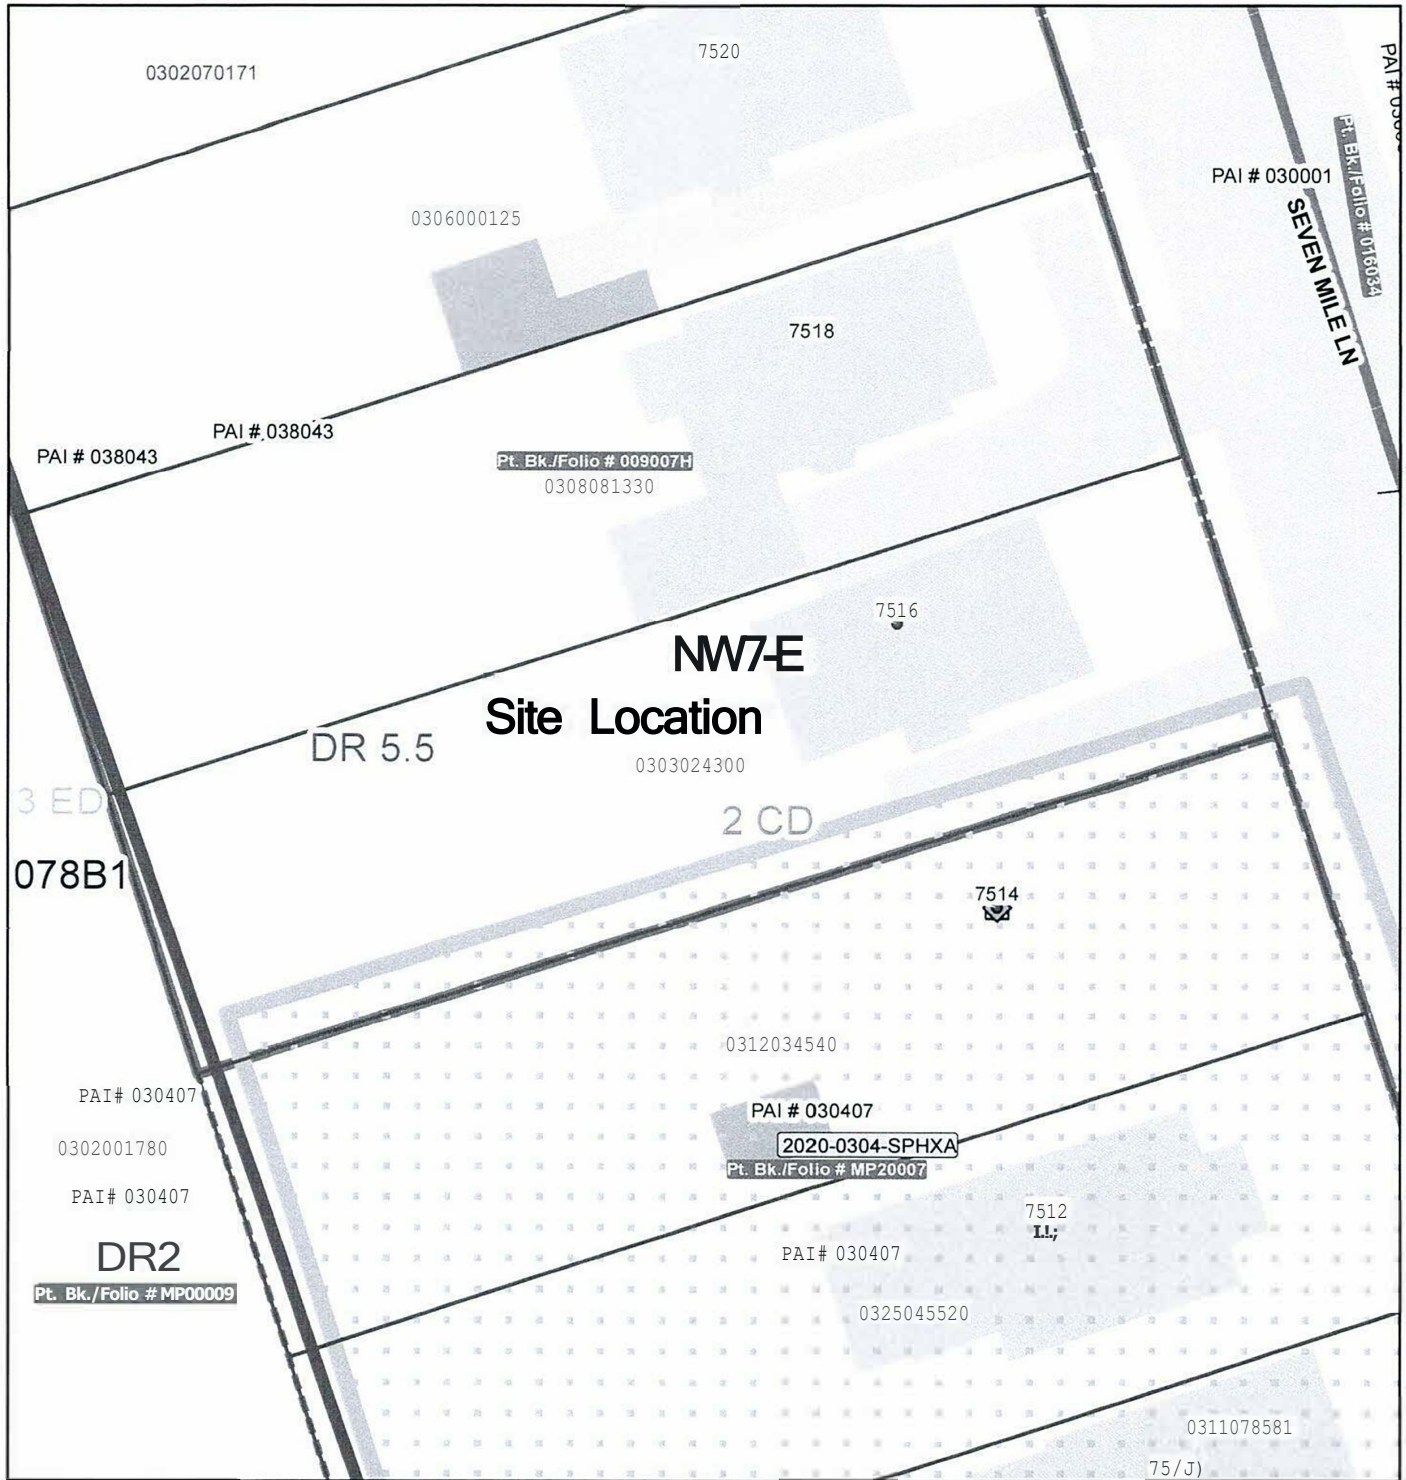 7520
0302070171
PAI # 030001
Pt. Bk./Folio # 016034
SEVEN MILE LN
0306000125
7518
PAI # 038043
PAI # 038043
Pt. Bk./Folio # 009007H
0308081330
7516
NW7-E
Site Location
DR 5.5
0303024300
3 ED
2 CD
078B1
7514
0312034540
PAI# 030407
PAI # 030407
0302001780
2020-0304-SPHXA
Pt. Bk./Folio # MP20007
PAI# 030407
7512
I.!.;
DR2
PAI# 030407
Pt. Bk./Folio # MP00009
0325045520
0311078581
75/J)